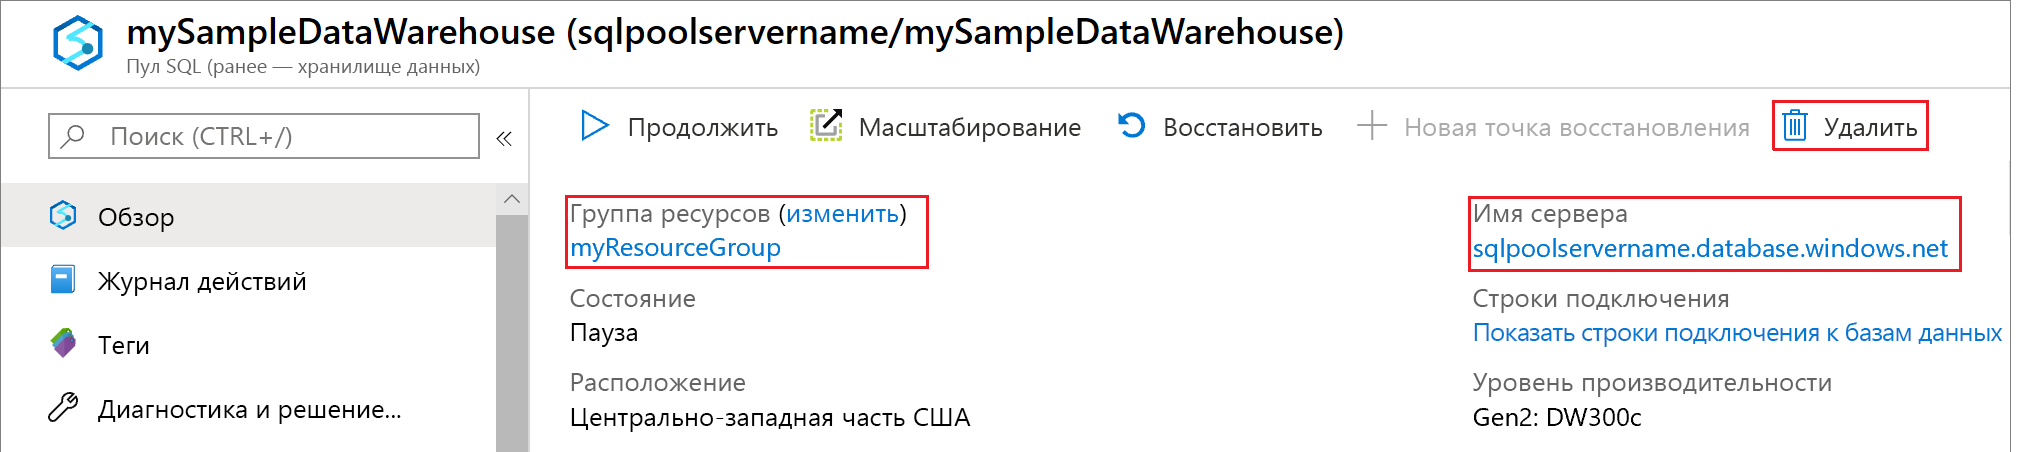 mySampleDataWarehouse (sqlpoolservername/mySampleDataWarehouse)
Пул SQL (ранее — хранилище данных)
Поиск (CTRL+/)
«
Обзор
Журнал действий
Теги
Диагностика и решение...
Продолжить
Масштабирование
Восстановить
Новая точка восстановления
Удалить
Группа ресурсов (изменить)
myResourceGroup
Состояние
Пауза
Расположение
Центрально-западная часть США
Имя сервера
sqlpoolservername.database.windows.net
Строки подключения
Показать строки подключения к базам данных
Уровень производительности
Gen2: DW300c